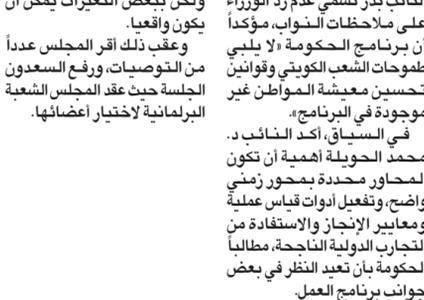 على ملاحظات النواب، مؤكداً
أن برنامج الحكومة «لا يلبي
طموحات الشعب الكويتي وقوانين
تحسين معيشة المواطن غير
موجودة في البرنامج».
في السياق، أكد النائب د.
محمد الحويلة أهمية أن تكون
المحاور محددة بمحور زمني
واضح، وتفعيل أدوات قياس عملية
ومعايير الإنجاز والاستفادة من
التجارب الدولية الناجحة، مطالباً
الحكومة بأن تعيد النظر في بعض
جوانب برنامج العمل.
يكون واقعيا.
وعقب ذلك أقر المجلس عدداً
من التوصيات، ورفع السعدون
الجلسة حيث عقد المجلس الشعبة
البرلمانية لاختيار أعضائها.